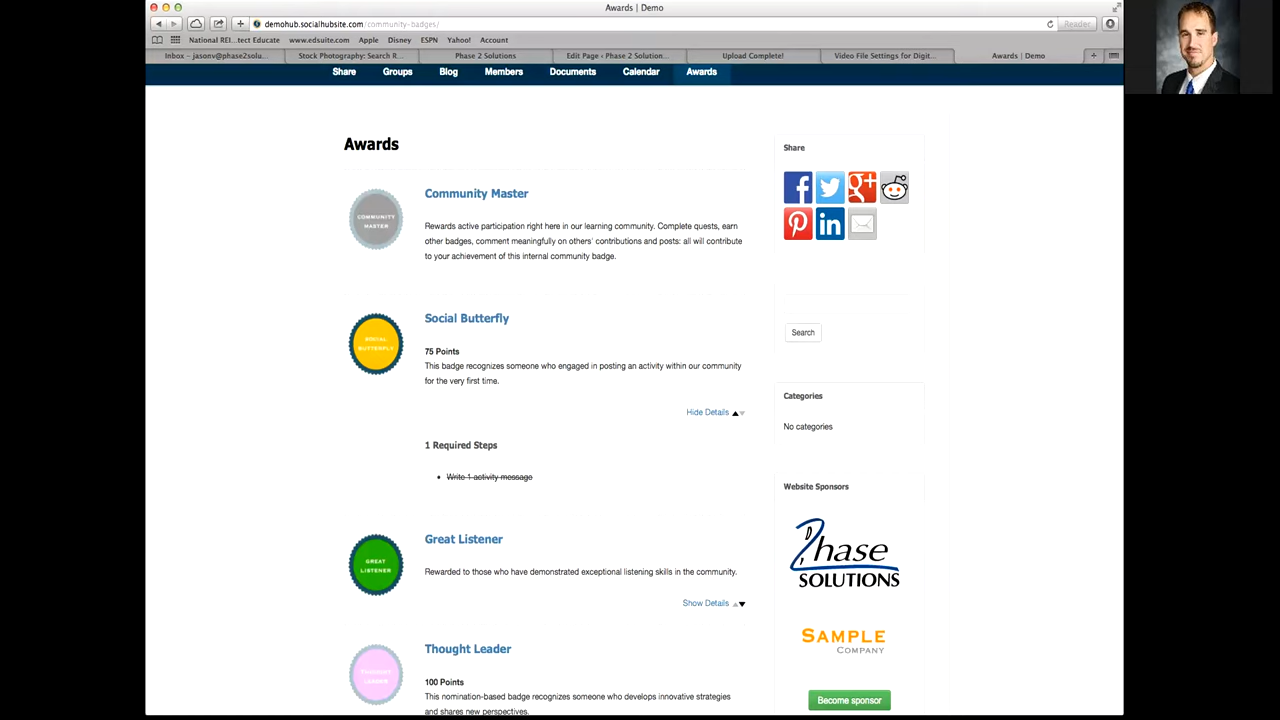 Awards | Demo
demohub.socialhubsite.com/community-badges/
Reader
National REI...tect Educate www.edsuite.com Apple Disney ESPN Yahoo! Account
Inbox – jasonv@phase2solu... Stock Photography: Search R... Phase 2 Solutions Edit Page ‹ Phase 2 Solution... Upload Complete! Video File Settings for Digit... Awards | Demo
Share Groups Blog Members Documents Calendar Awards
Awards
COMMUNITY
MASTER
Community Master
Rewards active participation right here in our learning community. Complete quests, earn
other badges, comment meaningfully on others' contributions and posts: all will contribute
to your achievement of this internal community badge.
SOCIAL
BUTTERFLY
Social Butterfly
75 Points
This badge recognizes someone who engaged in posting an activity within our community
for the very first time.
Hide Details
1 Required Steps
• Write 1 activity message
GREAT
LISTENER
Great Listener
Rewarded to those who have demonstrated exceptional listening skills in the community.
Show Details
THOUGHT
LEADER
Thought Leader
100 Points
This nomination-based badge recognizes someone who develops innovative strategies
and shares new perspectives.
Share
Search
Categories
No categories
Website Sponsors
Phase 2
SOLUTIONS
SAMPLE
COMPANY
Become sponsor